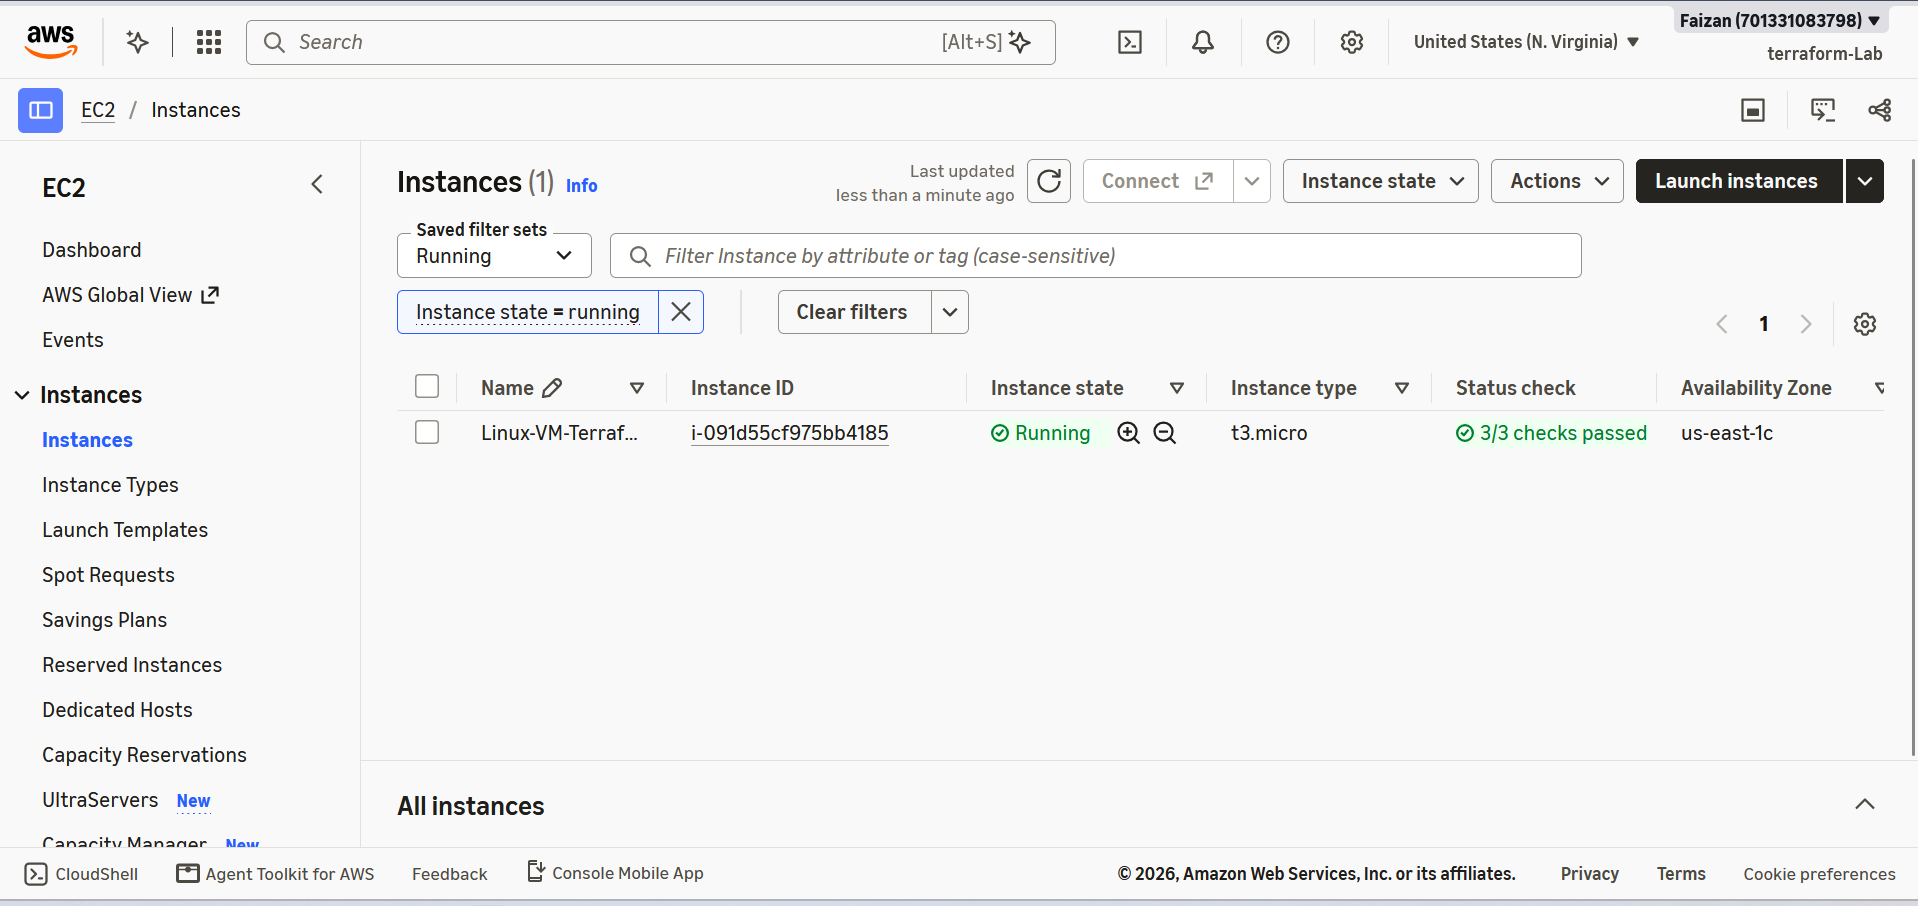 aws
Search [Alt+S]
United States (N. Virginia)
Faizan (701331083798)
terraform-Lab
EC2 / Instances
EC2
Dashboard
AWS Global View
Events
Instances
Instances
Instance Types
Launch Templates
Spot Requests
Savings Plans
Reserved Instances
Dedicated Hosts
Capacity Reservations
UltraServers New
Capacity Manager New
Instances (1) Info
Last updated
less than a minute ago
Connect
Instance state
Actions
Launch instances
Saved filter sets
Running
Filter Instance by attribute or tag (case-sensitive)
Instance state = running
Clear filters
1
Name Instance ID Instance state Instance type Status check Availability Zone
Linux-VM-Terraf... i-091d55cf975bb4185 Running t3.micro 3/3 checks passed us-east-1c
All instances
CloudShell Agent Toolkit for AWS Feedback Console Mobile App © 2026, Amazon Web Services, Inc. or its affiliates. Privacy Terms Cookie preferences